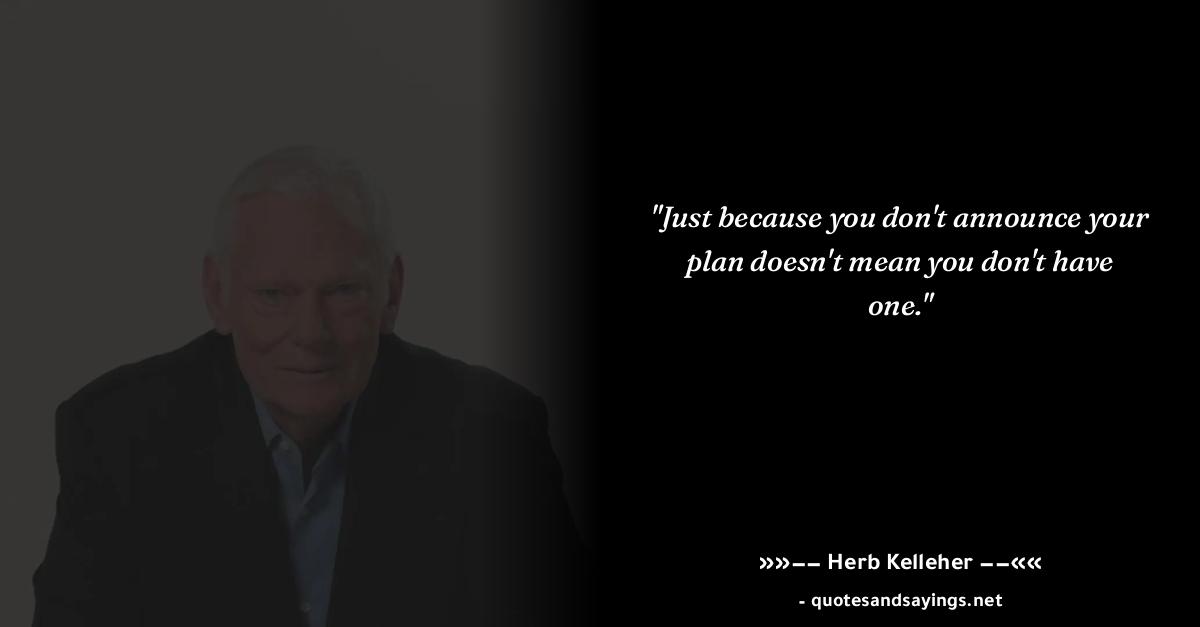 "Just because you don't announce your
plan doesn't mean you don't have
one."
»»−− Herb Kelleher −−««
- quotesandsayings.net